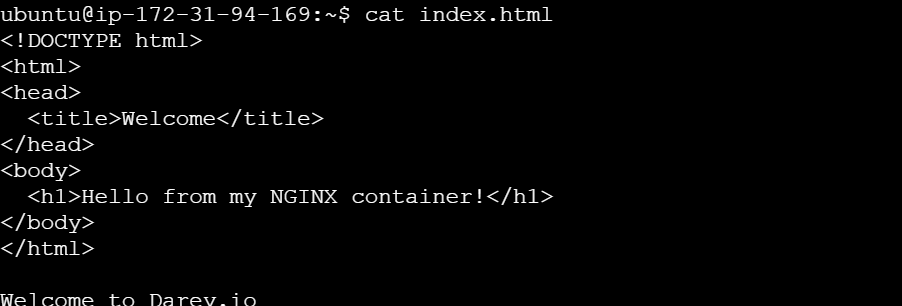 ubuntu@ip-172-31-94-169:~$ cat index.html
<!DOCTYPE html>
<html>
<head>
  <title>Welcome</title>
</head>
<body>
  <h1>Hello from my NGINX container!</h1>
</body>
</html>
Welcome to Darey.io